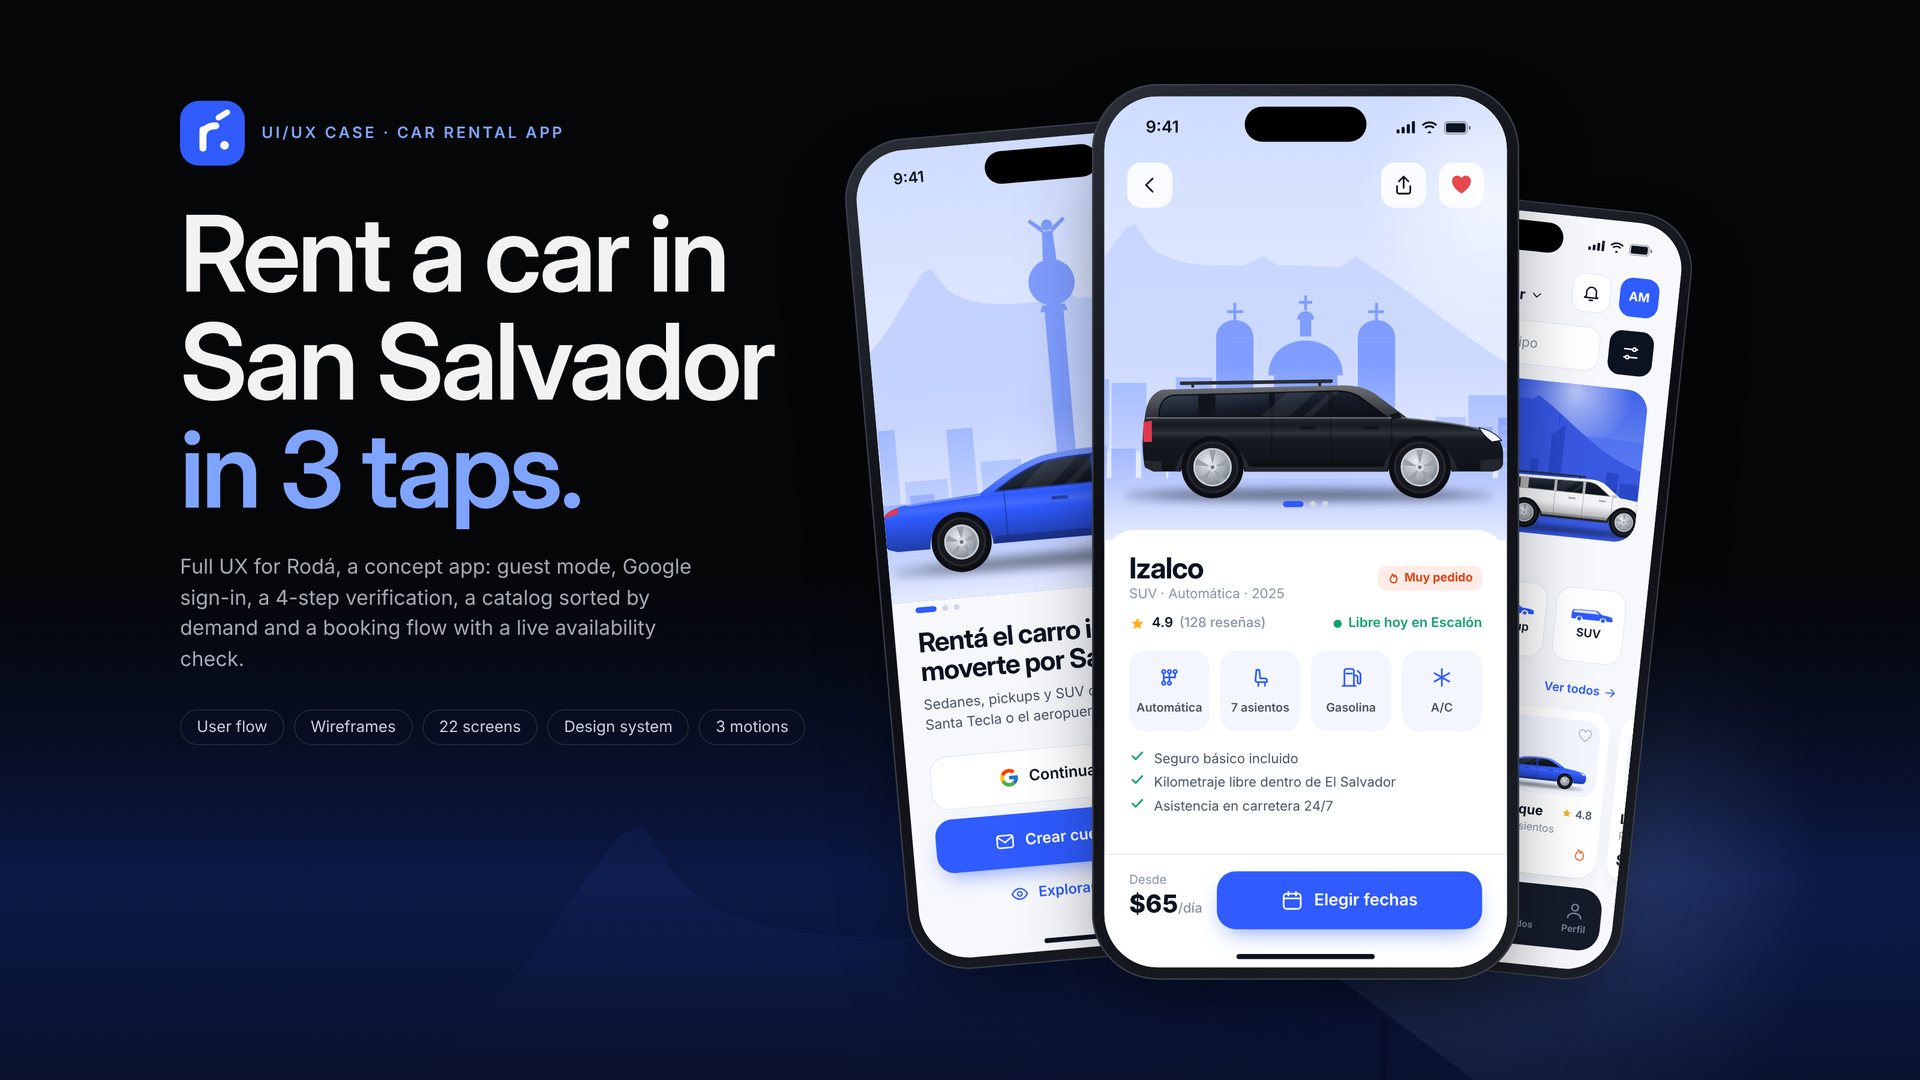 UI/UX CASE · CAR RENTAL APP
Rent a car in
San Salvador
in 3 taps.
Full UX for Rodá, a concept app: guest mode, Google
sign-in, a 4-step verification, a catalog sorted by
demand and a booking flow with a live availability
check.
User flow
Wireframes
22 screens
Design system
3 motions
9:41
Rentá el carro i
moverte por Sa
Sedanes, pickups y SUV
Santa Tecla o el aeropuer
Continua
Crear cue
Explora
9:41
Izalco
Muy pedido
SUV · Automática · 2025
4.9 (128 reseñas)
Libre hoy en Escalón
Automática
7 asientos
Gasolina
A/C
Seguro básico incluido
Kilometraje libre dentro de El Salvador
Asistencia en carretera 24/7
Desde
$65/día
Elegir fechas
r
AM
ipo
up
SUV
Ver todos →
que
4.8
sientos
dos
Perfil